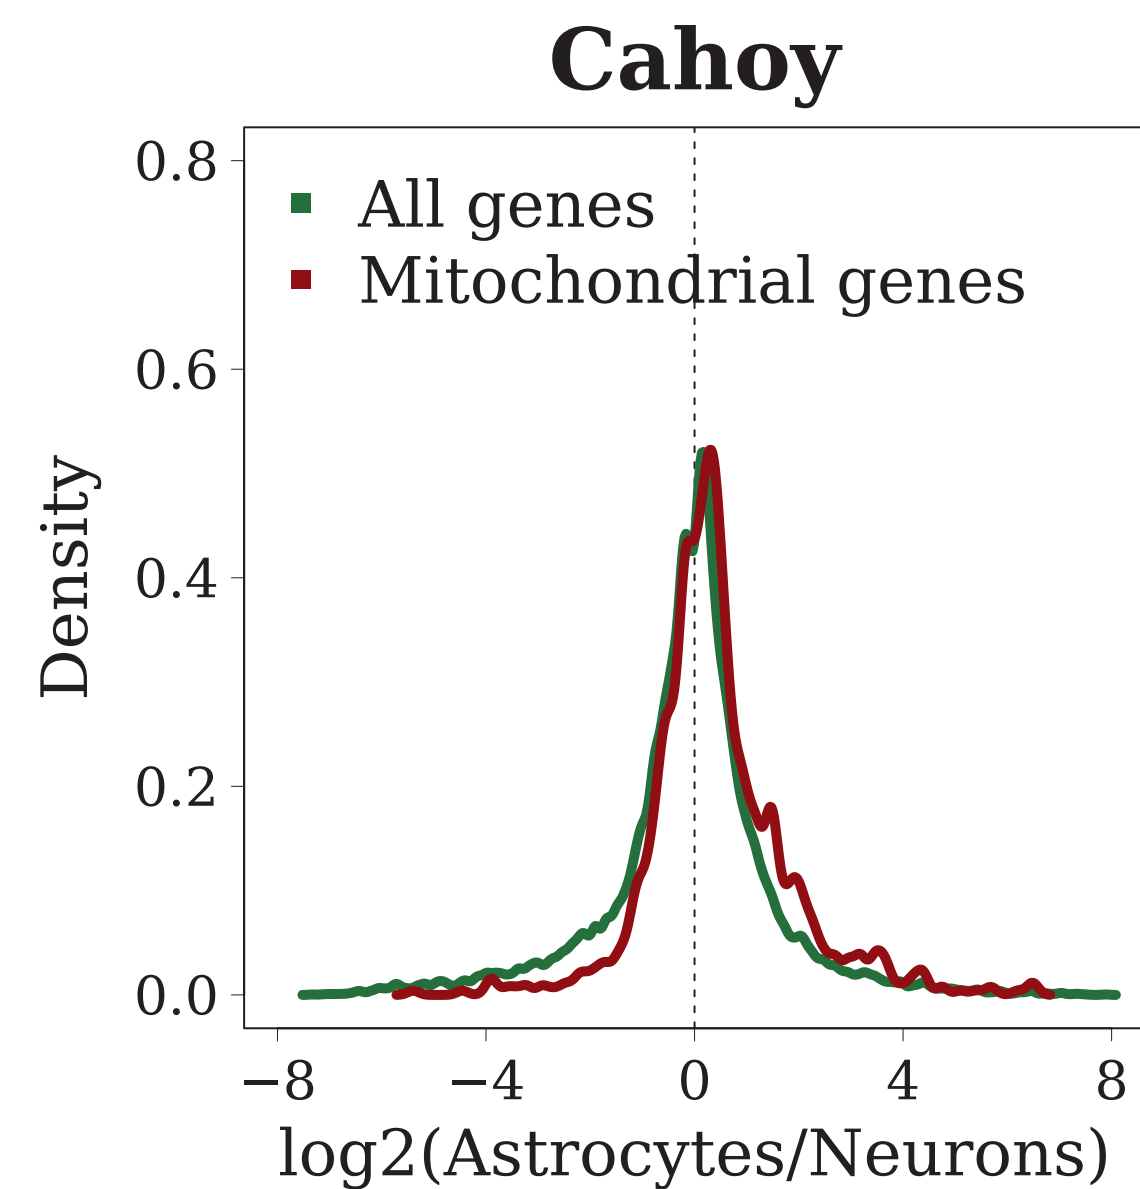 Cahoy
0.8
All genes
Mitochondrial genes
0.6
0.4
0.2
0.0
Density
−8 −4 0 4 8
log2(Astrocytes/Neurons)